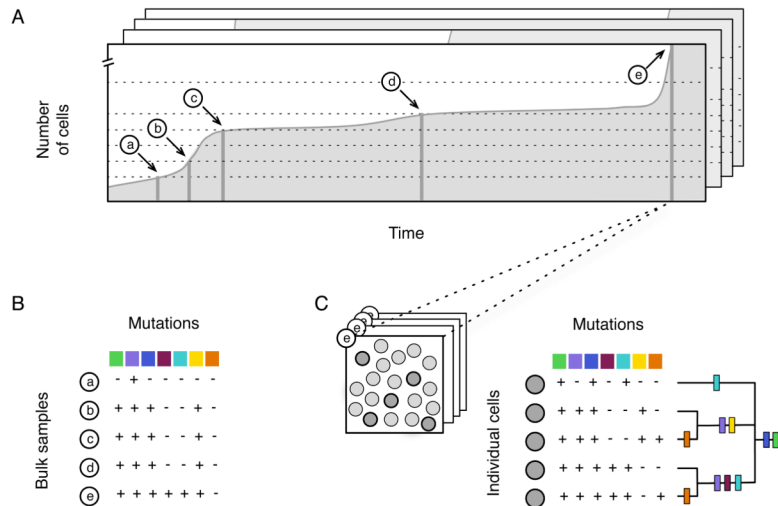 A
Number
of cells
a
b
c
d
e
Time
B
Mutations
Bulk samples
a - + - - - - -
b + + + - - + -
c + + + - - + -
d + + + - - + -
e + + + + + + -
C
e
e
e
Mutations
Individual cells
+ - + - + - -
+ + + - - + -
+ + + - - + +
+ + + + + - -
+ + + + + - +